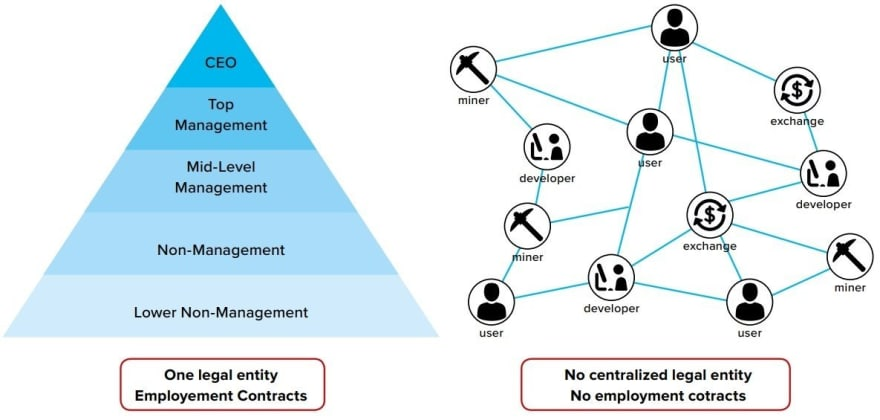 CEO
Top
Management
Mid-Level
Management
Non-Management
Lower Non-Management
One legal entity
Employement Contracts
user
miner
exchange
user
developer
developer
miner
exchange
miner
developer
user
user
No centralized legal entity
No employment cotracts